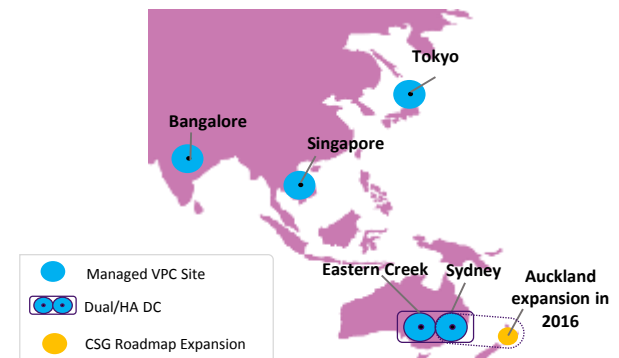 Tokyo
Bangalore
Singapore
Eastern Creek
Sydney
Auckland
expansion in
2016
Managed VPC Site
Dual/HA DC
CSG Roadmap Expansion